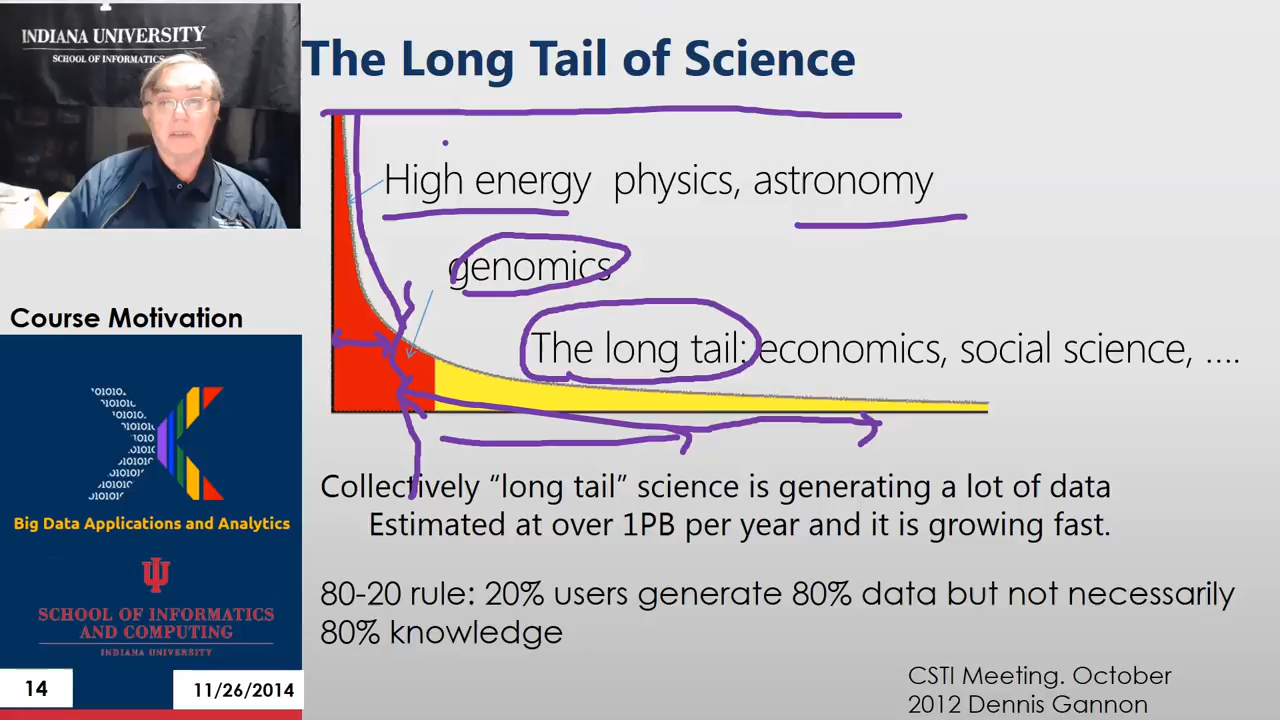 INDIANA UNIVERSITY
SCHOOL OF INFORMATICS
The Long Tail of Science
High energy physics, astronomy
genomics
The long tail: economics, social science, ....
Collectively “long tail” science is generating a lot of data
Estimated at over 1PB per year and it is growing fast.
80-20 rule: 20% users generate 80% data but not necessarily
80% knowledge
CSTI Meeting. October
2012 Dennis Gannon
Course Motivation
Big Data Applications and Analytics
SCHOOL OF INFORMATICS
AND COMPUTING
INDIANA UNIVERSITY
14
11/26/2014